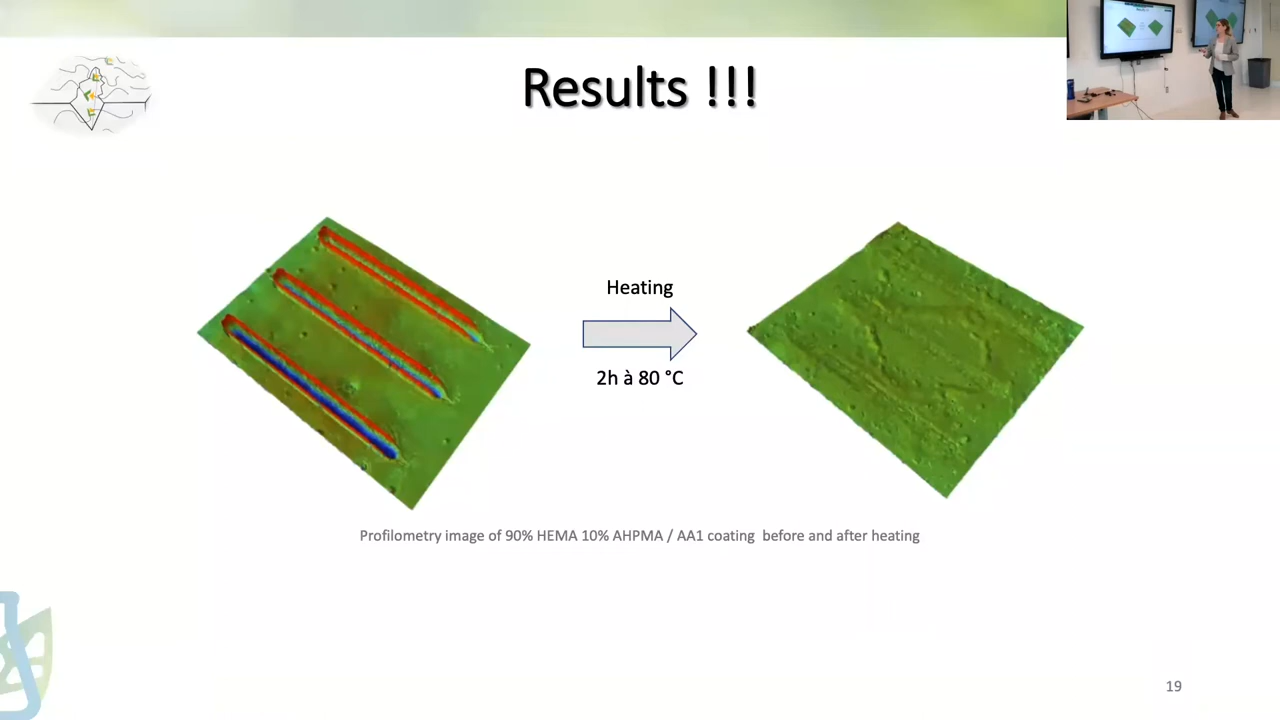 Results !!!
Heating
2h à 80 °C
Profilometry image of 90% HEMA 10% AHPMA / AA1 coating before and after heating
19